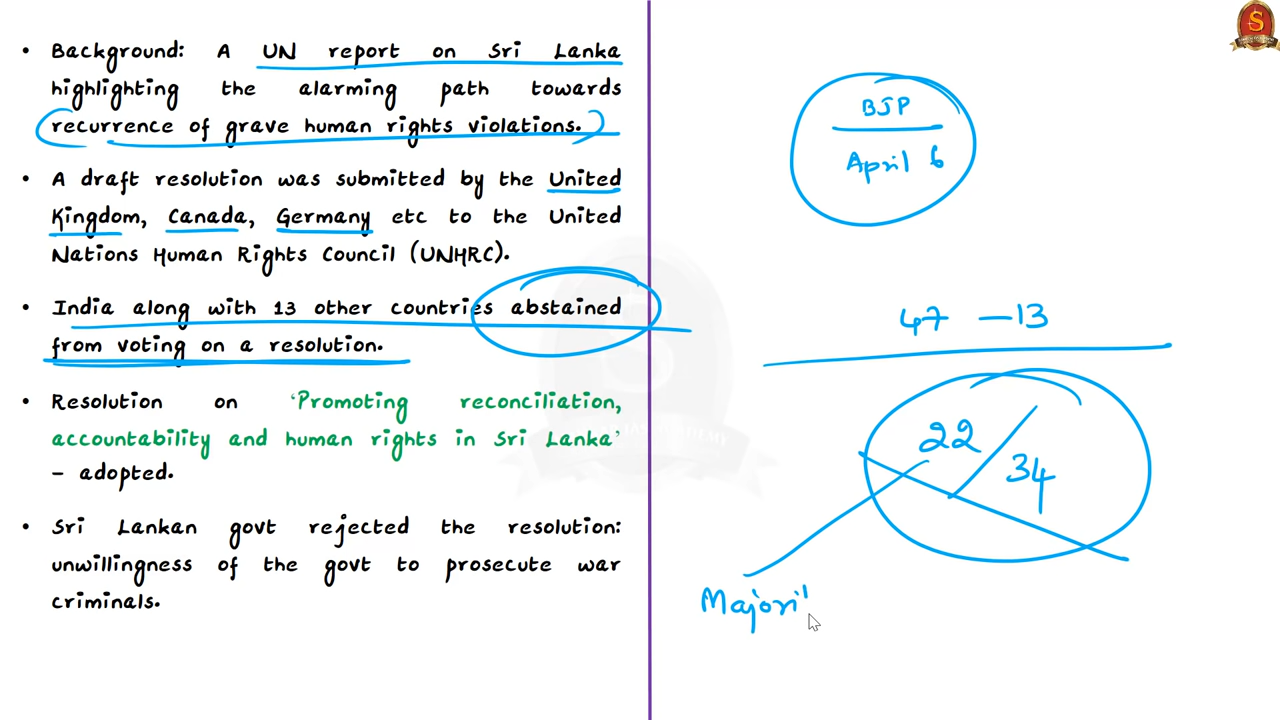 • Background: A UN report on Sri Lanka
highlighting the alarming path towards
recurrence of grave human rights violations.
• A draft resolution was submitted by the United
Kingdom, Canada, Germany etc to the United
Nations Human Rights Council (UNHRC).
• India along with 13 other countries abstained
from voting on a resolution.
• Resolution on ‘Promoting reconciliation,
accountability and human rights in Sri Lanka’
- adopted.
• Sri Lankan govt rejected the resolution:
unwillingness of the govt to prosecute war
criminals.
BJP
April 6
47 - 13
22 / 34
Majori